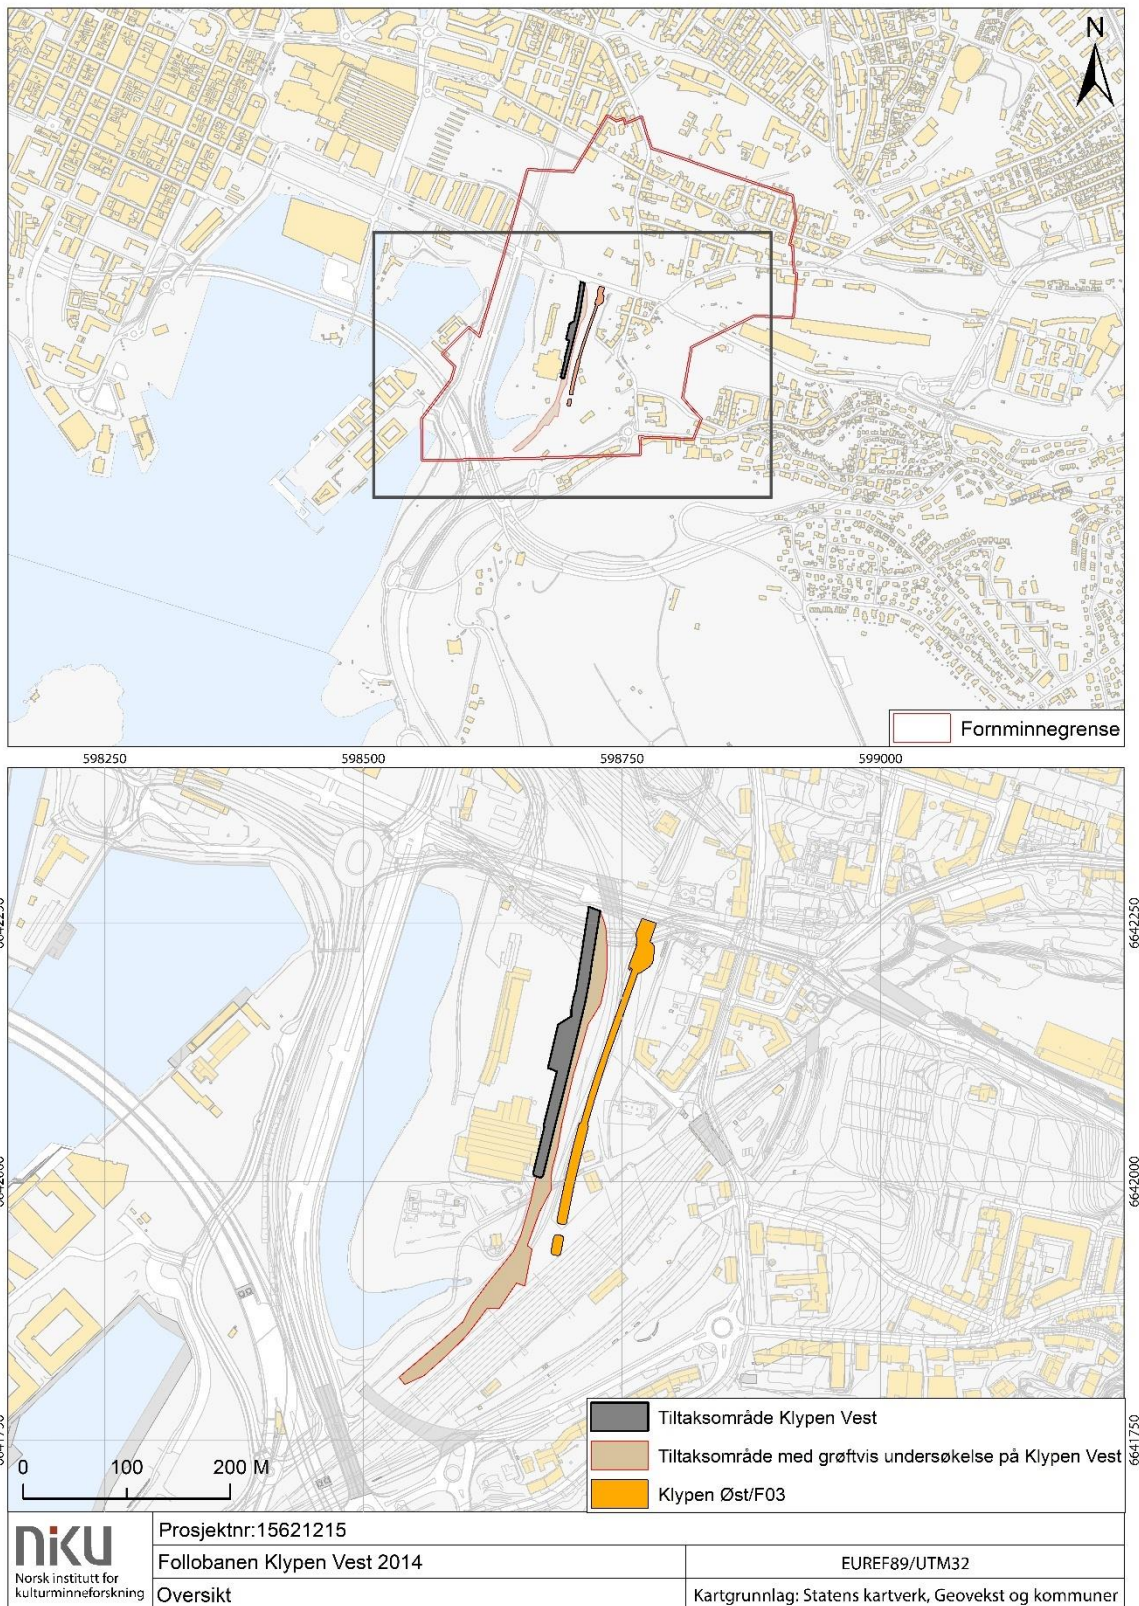 N
Fornminnegrense
598250 598500 598750 599000
6642250 6642250
6642000 6642000
6641750 6641750
0 100 200 M
Tiltaksområde Klypen Vest
Tiltaksområde med grøftvis undersøkelse på Klypen Vest
Klypen Øst/F03
niku
Norsk institutt for
kulturminneforskning
Prosjektnr:15621215
Follobanen Klypen Vest 2014
EUREF89/UTM32
Oversikt
Kartgrunnlag: Statens kartverk, Geovekst og kommuner